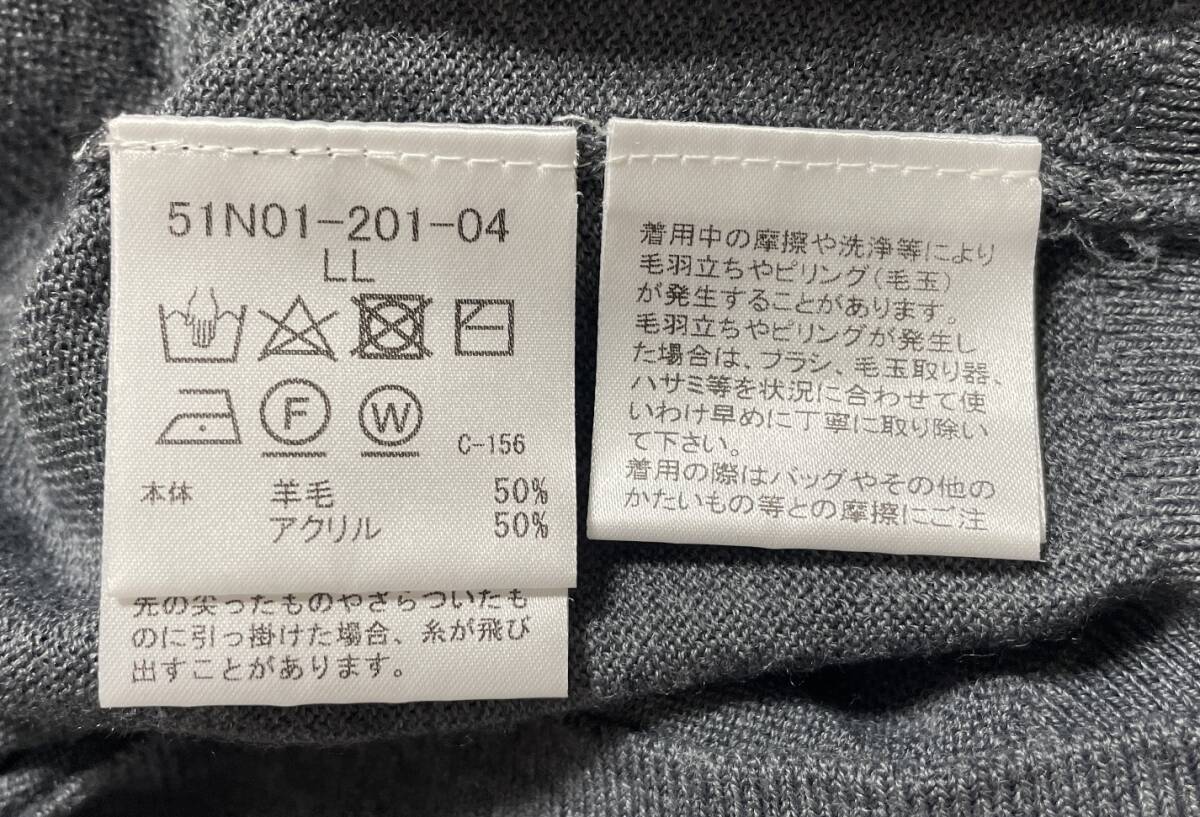 51N01-201-04
LL
F
W
C-156
本体 羊毛 50%
アクリル 50%
先の尖ったものやざらついたも
のに引っ掛けた場合、糸が飛び
出すことがあります。
着用中の摩擦や洗浄等により
毛羽立ちやピリング(毛玉)
が発生することがあります。
毛羽立ちやピリングが発生し
た場合は、ブラシ、毛玉取り器、
ハサミ等を状況に合わせて使
いわけ早めに丁寧に取り除い
て下さい。
着用の際はバッグやその他の
かたいもの等との摩擦にご注